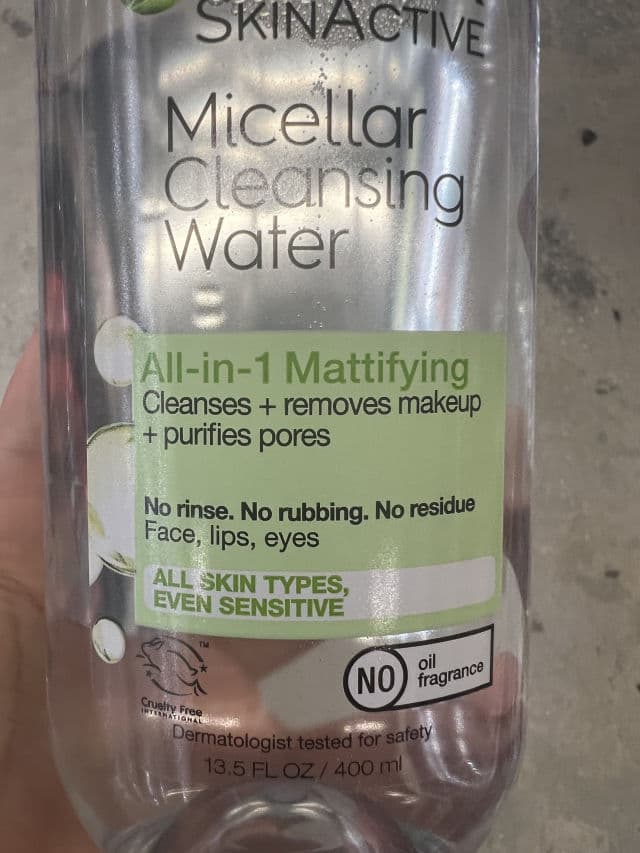 SKINACTIVE
Micellar
Cleansing
Water
All-in-1 Mattifying
Cleanses + removes makeup
+ purifies pores
No rinse. No rubbing. No residue
Face, lips, eyes
ALL SKIN TYPES,
EVEN SENSITIVE
TM
Cruelty Free
INTERNATIONAL
NO oil
fragrance
Dermatologist tested for safety
13.5 FL OZ / 400 ml